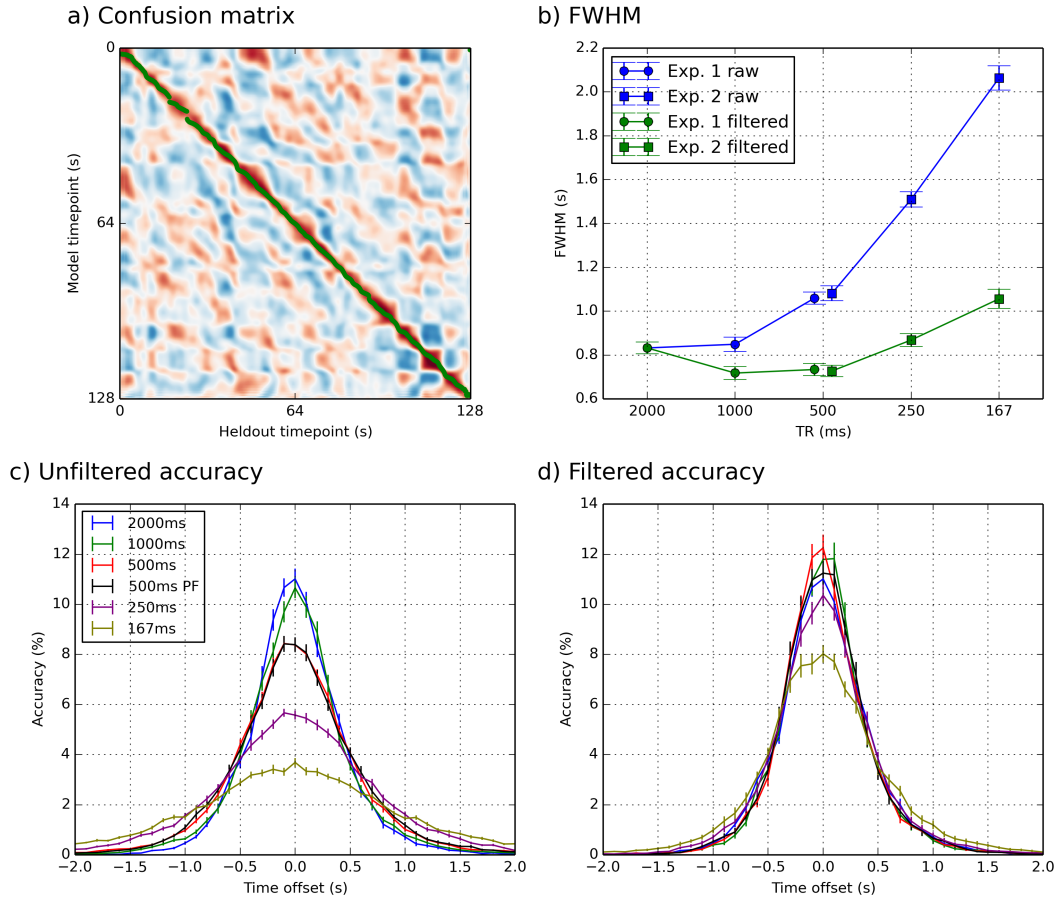 a) Confusion matrix
0
64
128
Model timepoint (s)
0
64
128
Heldout timepoint (s)
b) FWHM
2.2
2.0
1.8
1.6
1.4
1.2
1.0
0.8
0.6
FWHM (s)
Exp. 1 raw
Exp. 2 raw
Exp. 1 filtered
Exp. 2 filtered
2000
1000
500
250
167
TR (ms)
c) Unfiltered accuracy
14
12
10
8
6
4
2
0
Accuracy (%)
2000ms
1000ms
500ms
500ms PF
250ms
167ms
−2.0
−1.5
−1.0
−0.5
0.0
0.5
1.0
1.5
2.0
Time offset (s)
d) Filtered accuracy
14
12
10
8
6
4
2
0
Accuracy (%)
−2.0
−1.5
−1.0
−0.5
0.0
0.5
1.0
1.5
2.0
Time offset (s)